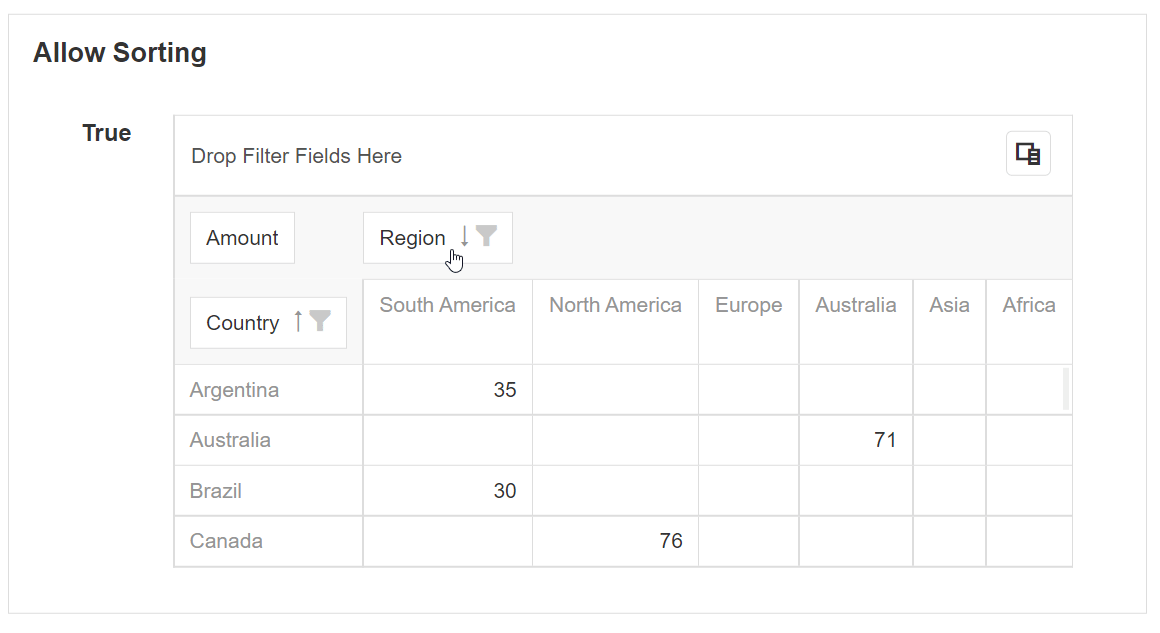 Allow Sorting
True
Drop Filter Fields Here
Amount
Region
Country
South America North America Europe Australia Asia Africa
Argentina 35
Australia 71
Brazil 30
Canada 76